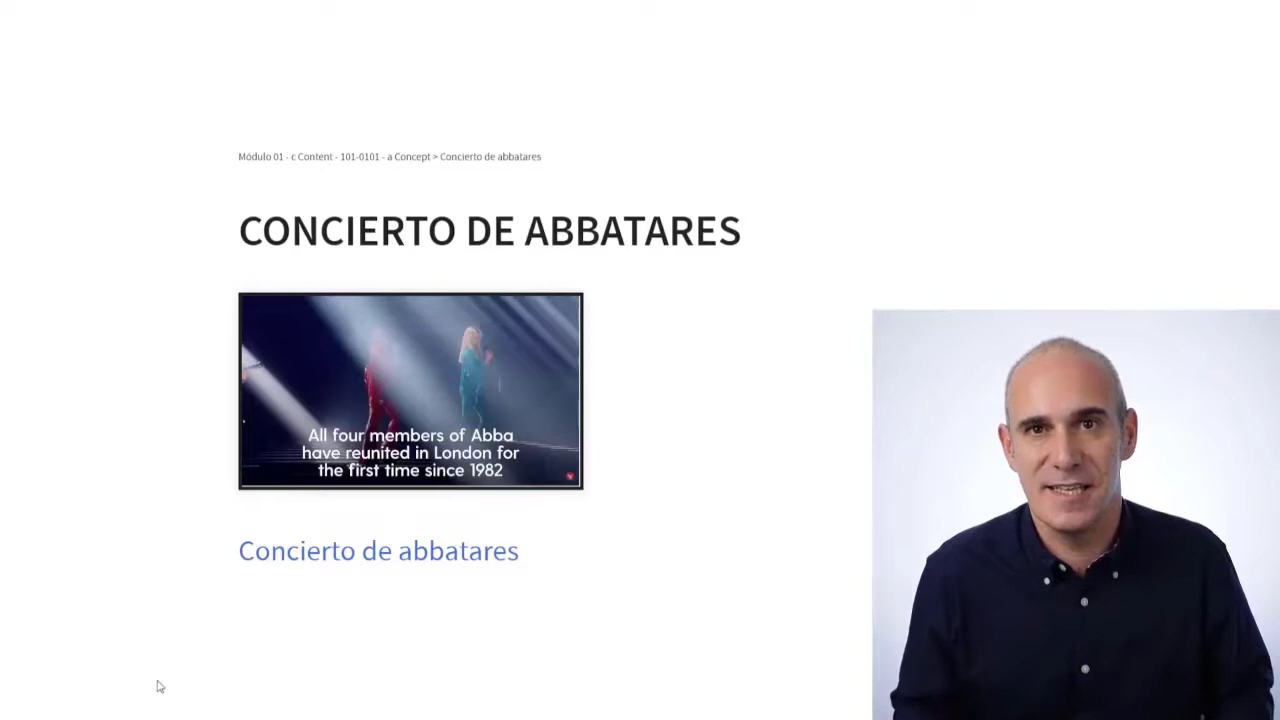 Módulo 01 - c Content - 101-0101 - a Concept > Concierto de abbatares
CONCIERTO DE ABBATARES
All four members of Abba
have reunited in London for
the first time since 1982
Concierto de abbatares